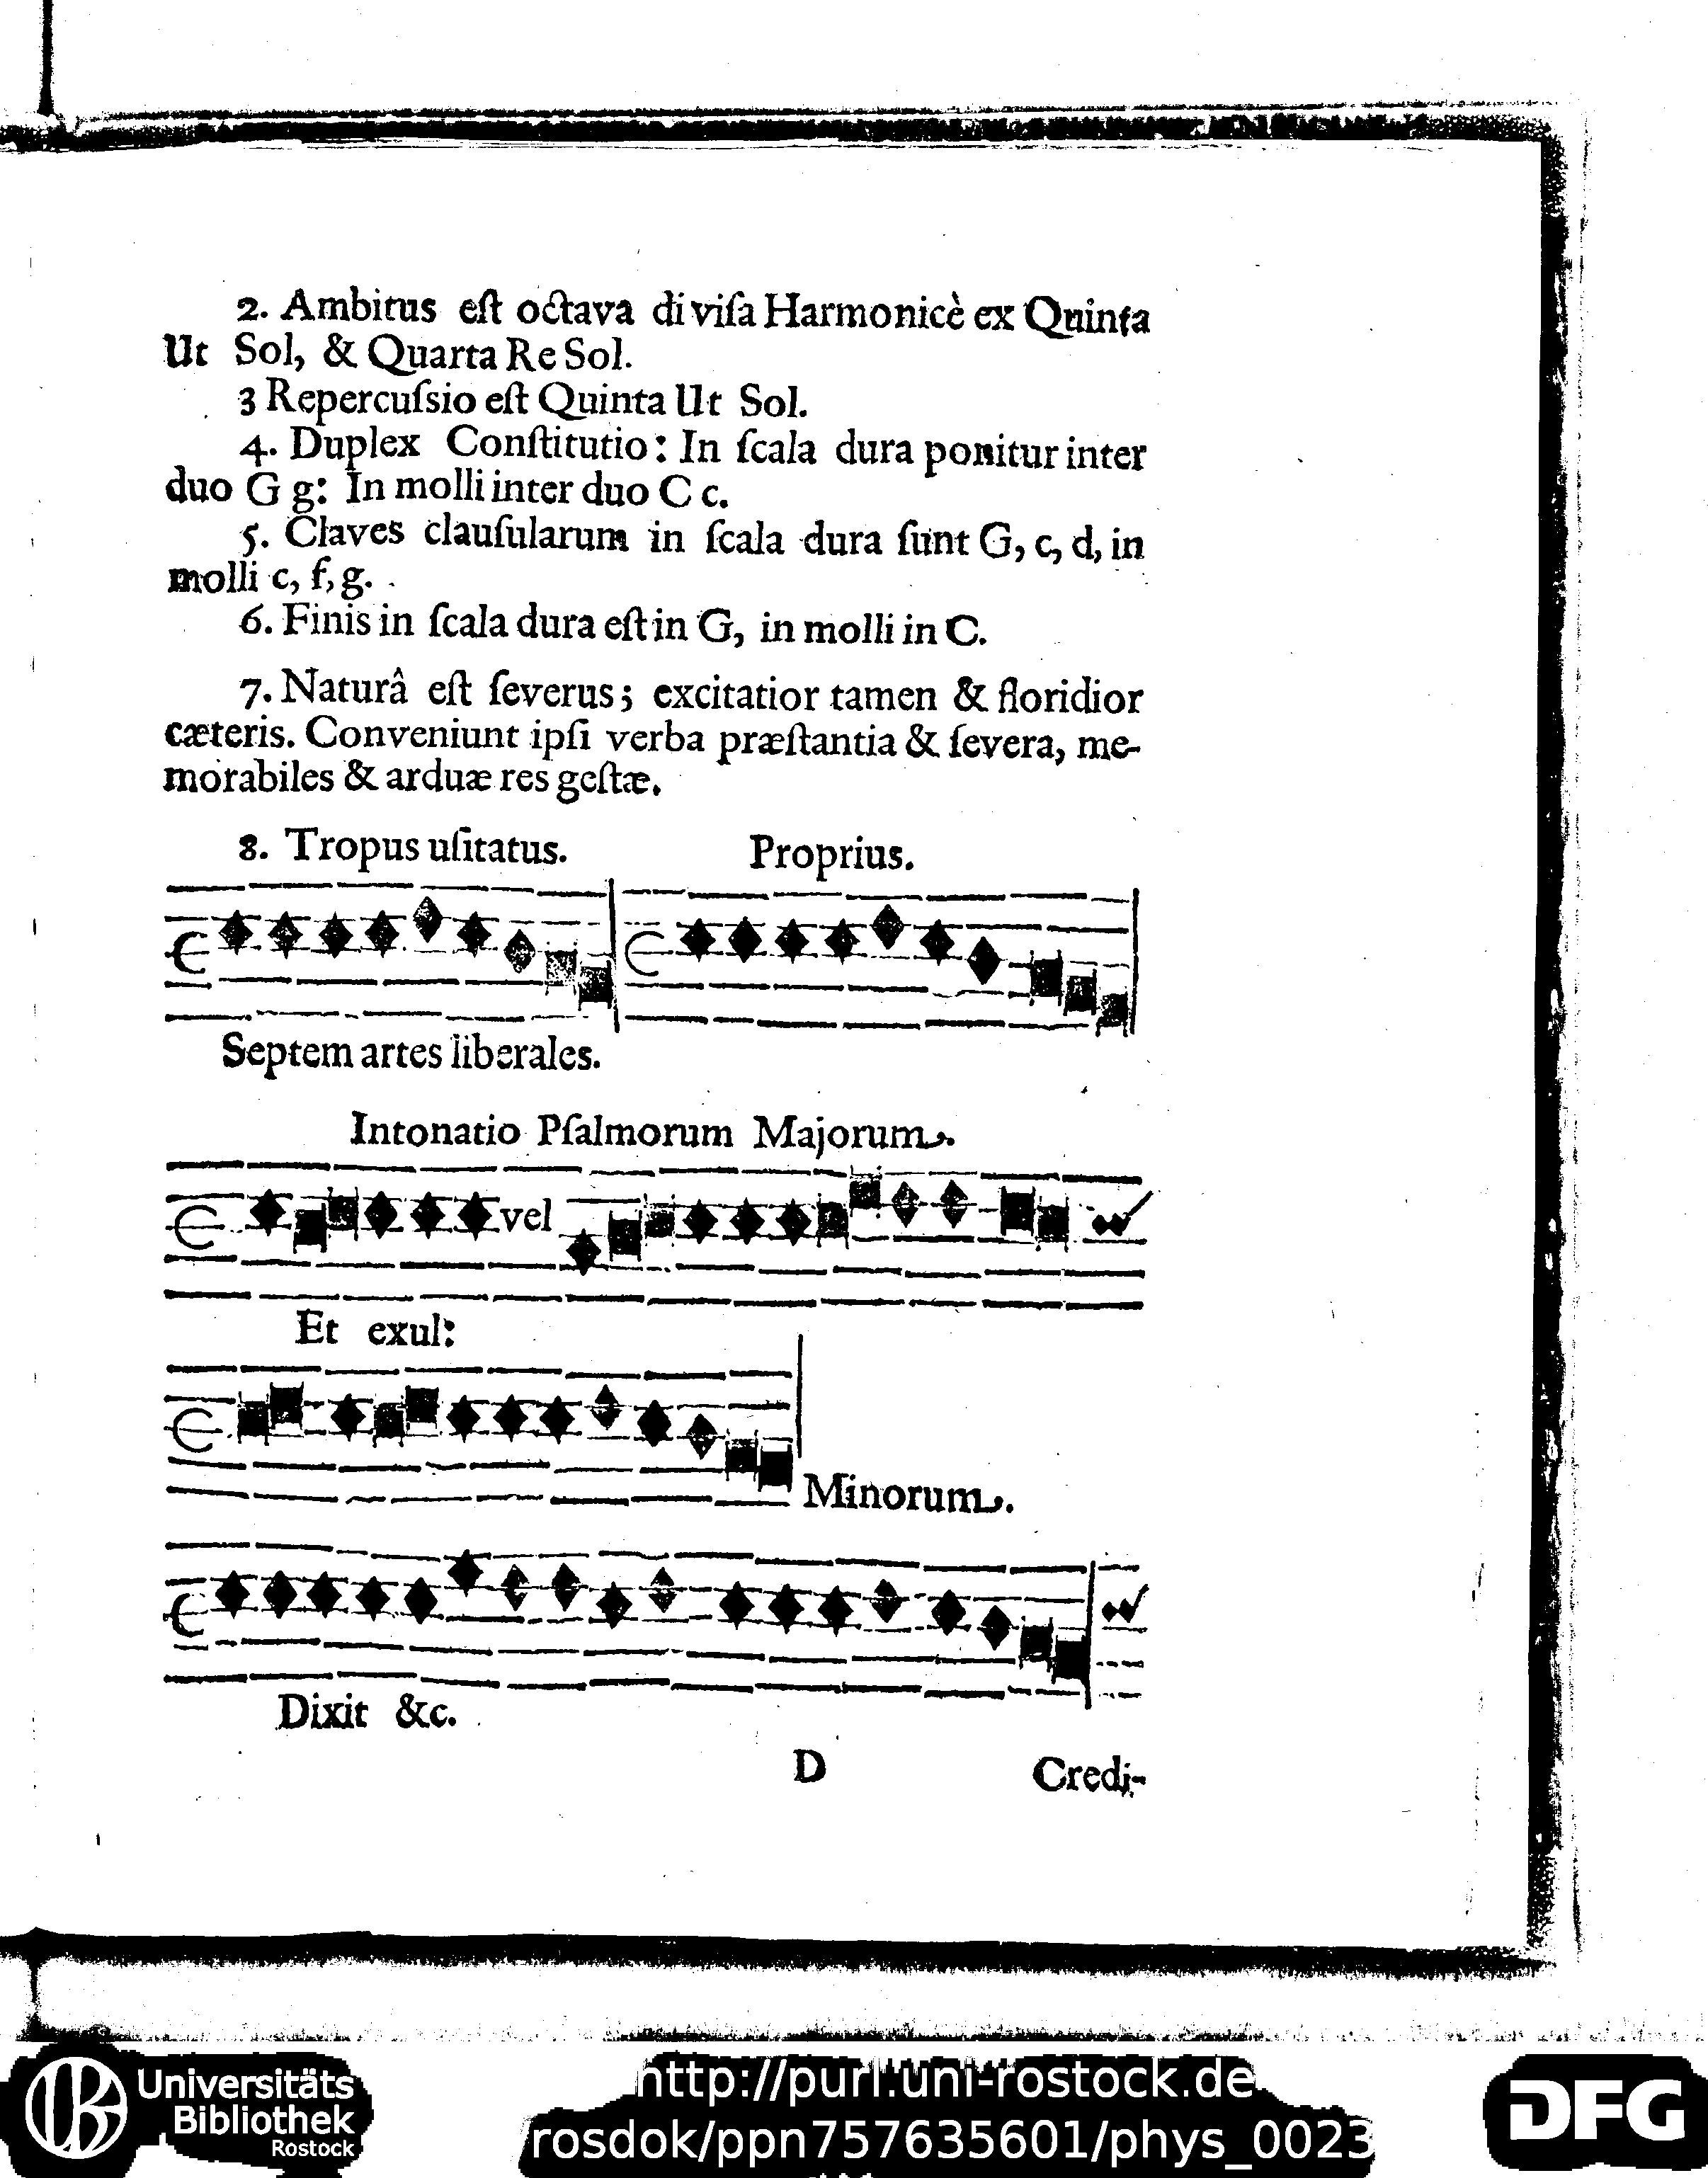 2. Ambitus eſt octava diviſa Harmonicè ex Quinta
Ut Sol, & Quarta Re Sol.
3 Repercuſsio eſt Quinta Ut Sol.
4. Duplex Conſtitutio: In ſcala dura ponitur inter
duo G g: In molli inter duo C c.
5. Claves clauſularum in ſcala dura ſunt G, c, d, in
molli c, f, g.
6. Finis in ſcala dura eſt in G, in molli in C.
7. Naturâ eſt ſeverus; excitatior tamen & floridior
cæteris. Conveniunt ipſi verba præſtantia & ſevera, me-
morabiles & arduæ res geſtæ.
8. Tropus uſitatus. Proprius.
Septem artes liberales.
Intonatio Pſalmorum Majorum.
vel
Et exul:
Minorum.
Dixit &c.
D Credi-
Universitäts
Bibliothek
Rostock
http://purl.uni-rostock.de
rosdok/ppn757635601/phys_0023
DFG